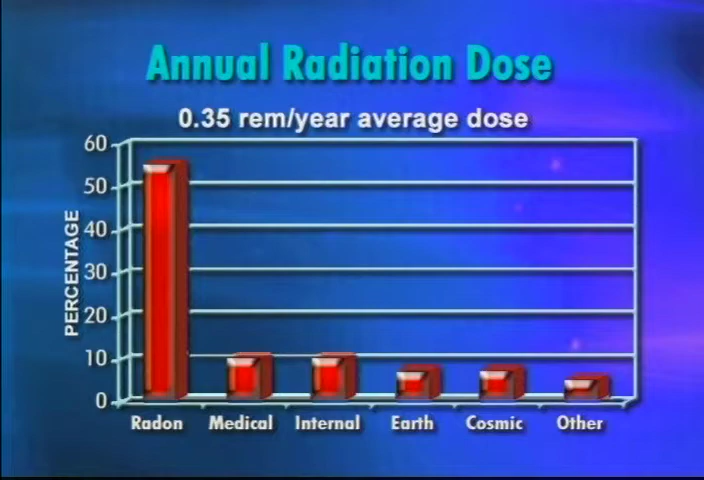 Annual Radiation Dose
0.35 rem/year average dose
PERCENTAGE
60
50
40
30
20
10
0
Radon Medical Internal Earth Cosmic Other